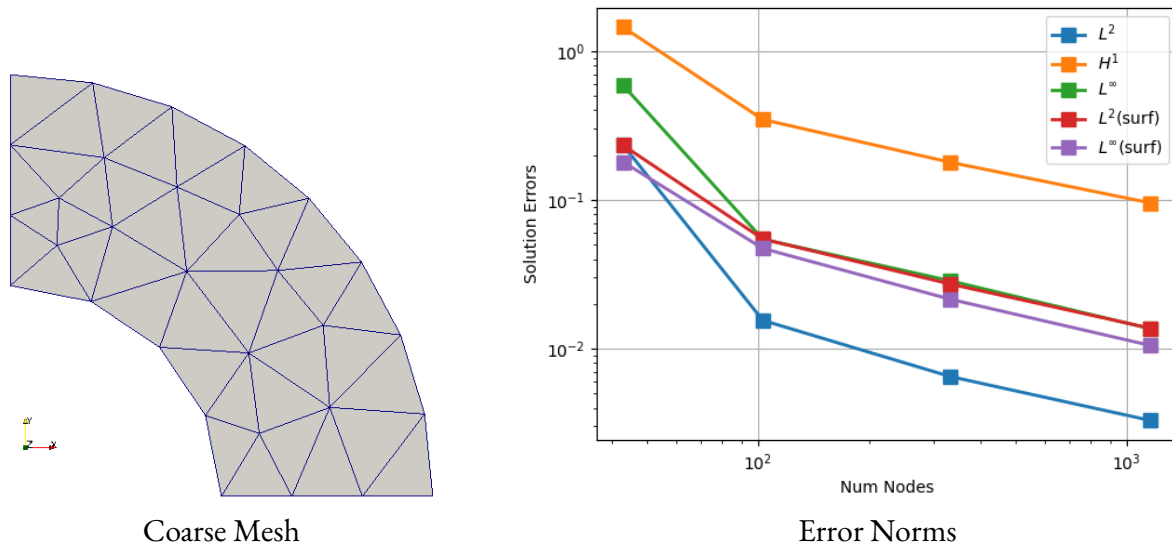 Y
Z
X
Coarse Mesh
Solution Errors
10⁰
10⁻¹
10⁻²
10²
10³
Num Nodes
L²
H¹
L∞
L²(surf)
L∞(surf)
Error Norms